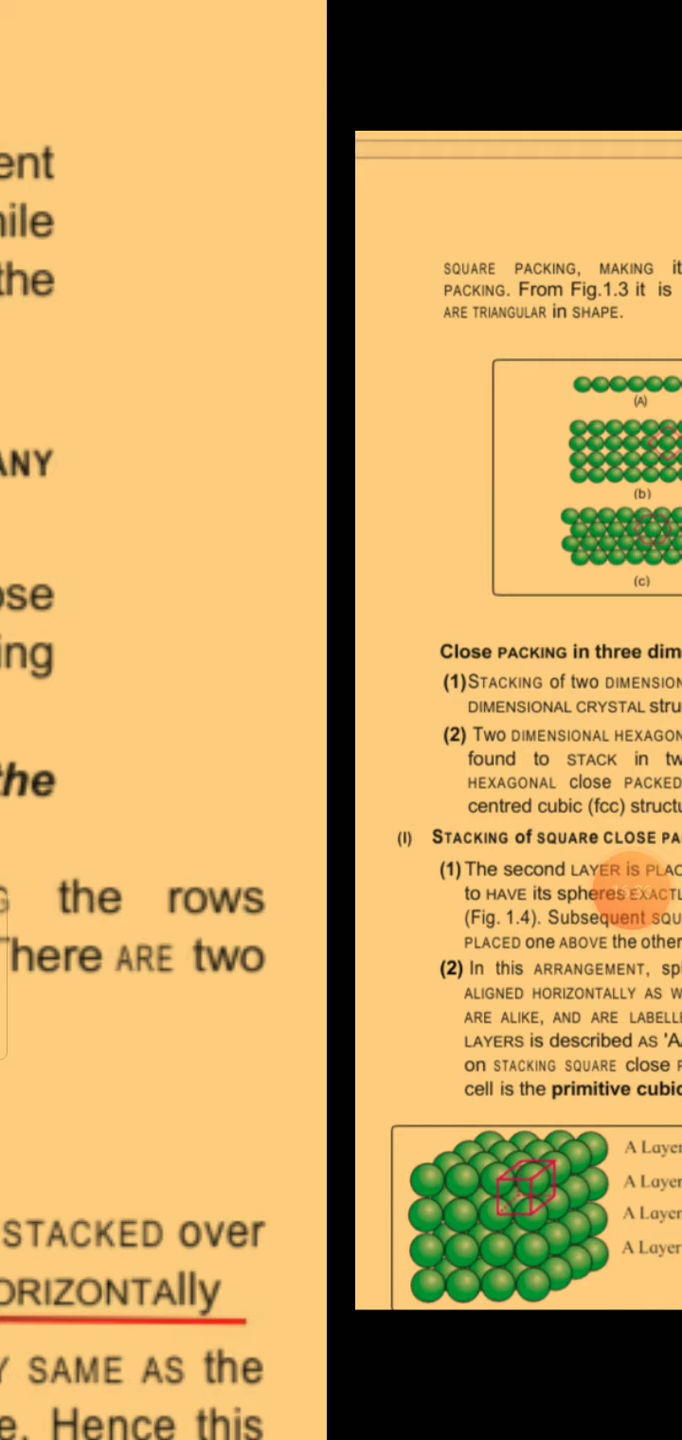 ent
ile
the
ANY
ose
ing
the
the rows
There ARE two
STACKED over
ORIZONTAlly
Y SAME AS the
e. Hence this
SQUARE PACKING, MAKING it
PACKING. From Fig.1.3 it is
ARE TRIANGULAR in SHAPE.
(A)
(b)
(c)
Close PACKING in three dim
(1) STACKING of two DIMENSION
DIMENSIONAL CRYSTAL stru
(2) Two DIMENSIONAL HEXAGON
found to STACK in tw
HEXAGONAL close PACKED
centred cubic (fcc) structu
(I) STACKING of SQUARe CLOSE PA
(1) The second LAYER is PLAC
to HAVE its spheres EXACTL
(Fig. 1.4). Subsequent SQU
PLACED one ABOVE the other
(2) In this ARRANGEMENT, sp
ALIGNED HORIZONTALLY AS W
ARE ALIKE, AND ARE LABELLE
LAYERS is described AS 'A
on STACKING SQUARE close P
cell is the primitive cubic
A Layer
A Layer
A Layer
A Layer